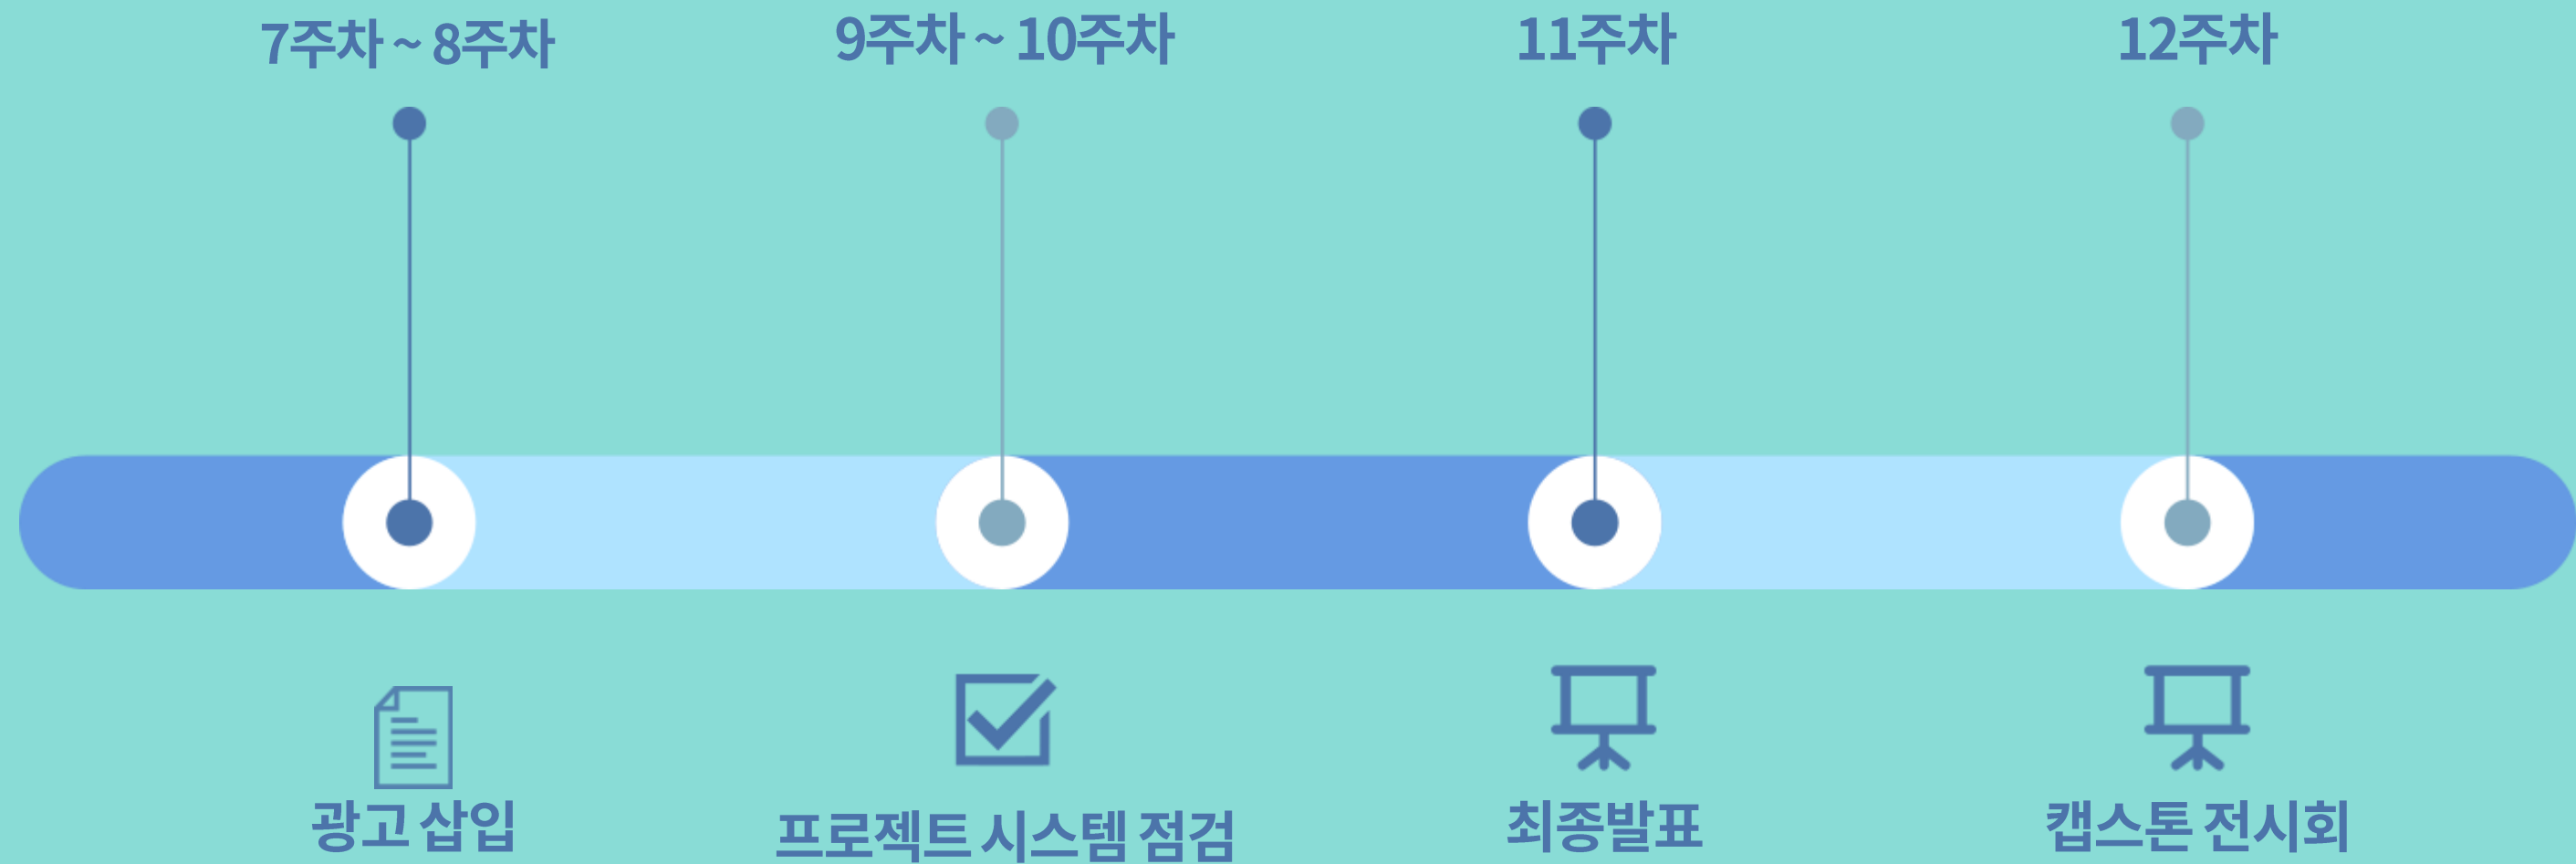 7주차 ~ 8주차
9주차 ~ 10주차
11주차
12주차
광고 삽입
프로젝트 시스템 점검
최종발표
캡스톤 전시회